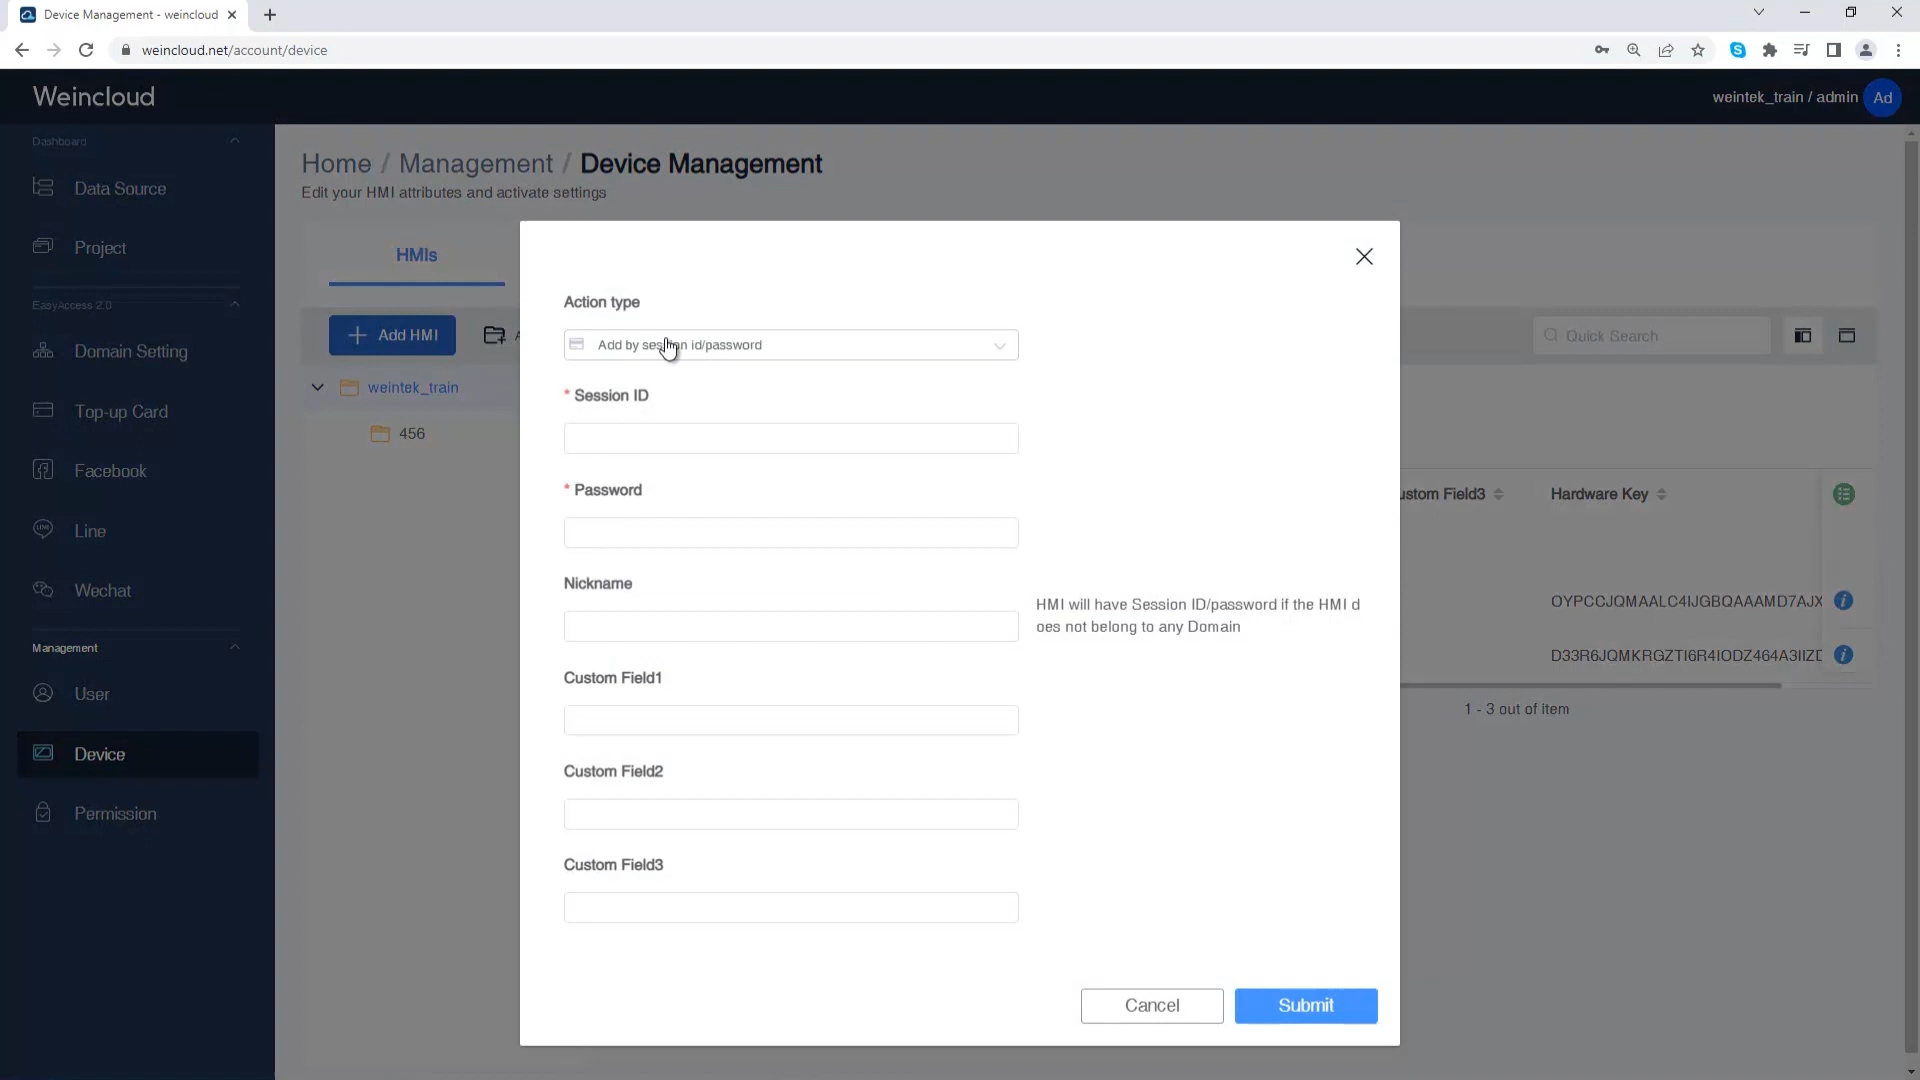 Device Management - weincloud
weincloud.net/account/device
Weincloud
weintek_train / admin
Ad
Dashboard
Data Source
Project
EasyAccess 2.0
Domain Setting
Top-up Card
Facebook
Line
Wechat
Management
User
Device
Permission
Home / Management / Device Management
Edit your HMI attributes and activate settings
HMIs
Add HMI
Quick Search
weintek_train
456
Action type
Add by session id/password
* Session ID
* Password
Nickname
HMI will have Session ID/password if the HMI d
oes not belong to any Domain
Custom Field1
Custom Field2
Custom Field3
Cancel
Submit
ustom Field3
Hardware Key
OYPCCJQMAALC4IJGBQAAAMD7AJX
D33R6JQMKRGZTI6R4IODZ464A3IIZD
1 - 3 out of item